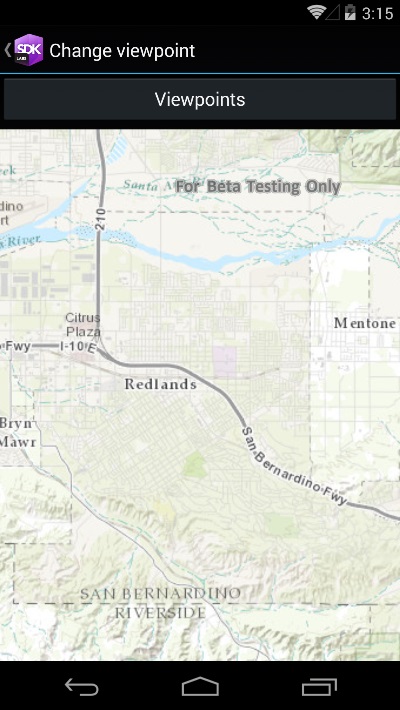 3:15
SDK
LABS
Change viewpoint
Viewpoints
Santa
For Beta Testing Only
210
River
Citrus
Plaza
Mentone
Fwy
I-10
E
Redlands
Bryn
Mawr
San Bernardino Fwy
SAN BERNARDINO
RIVERSIDE